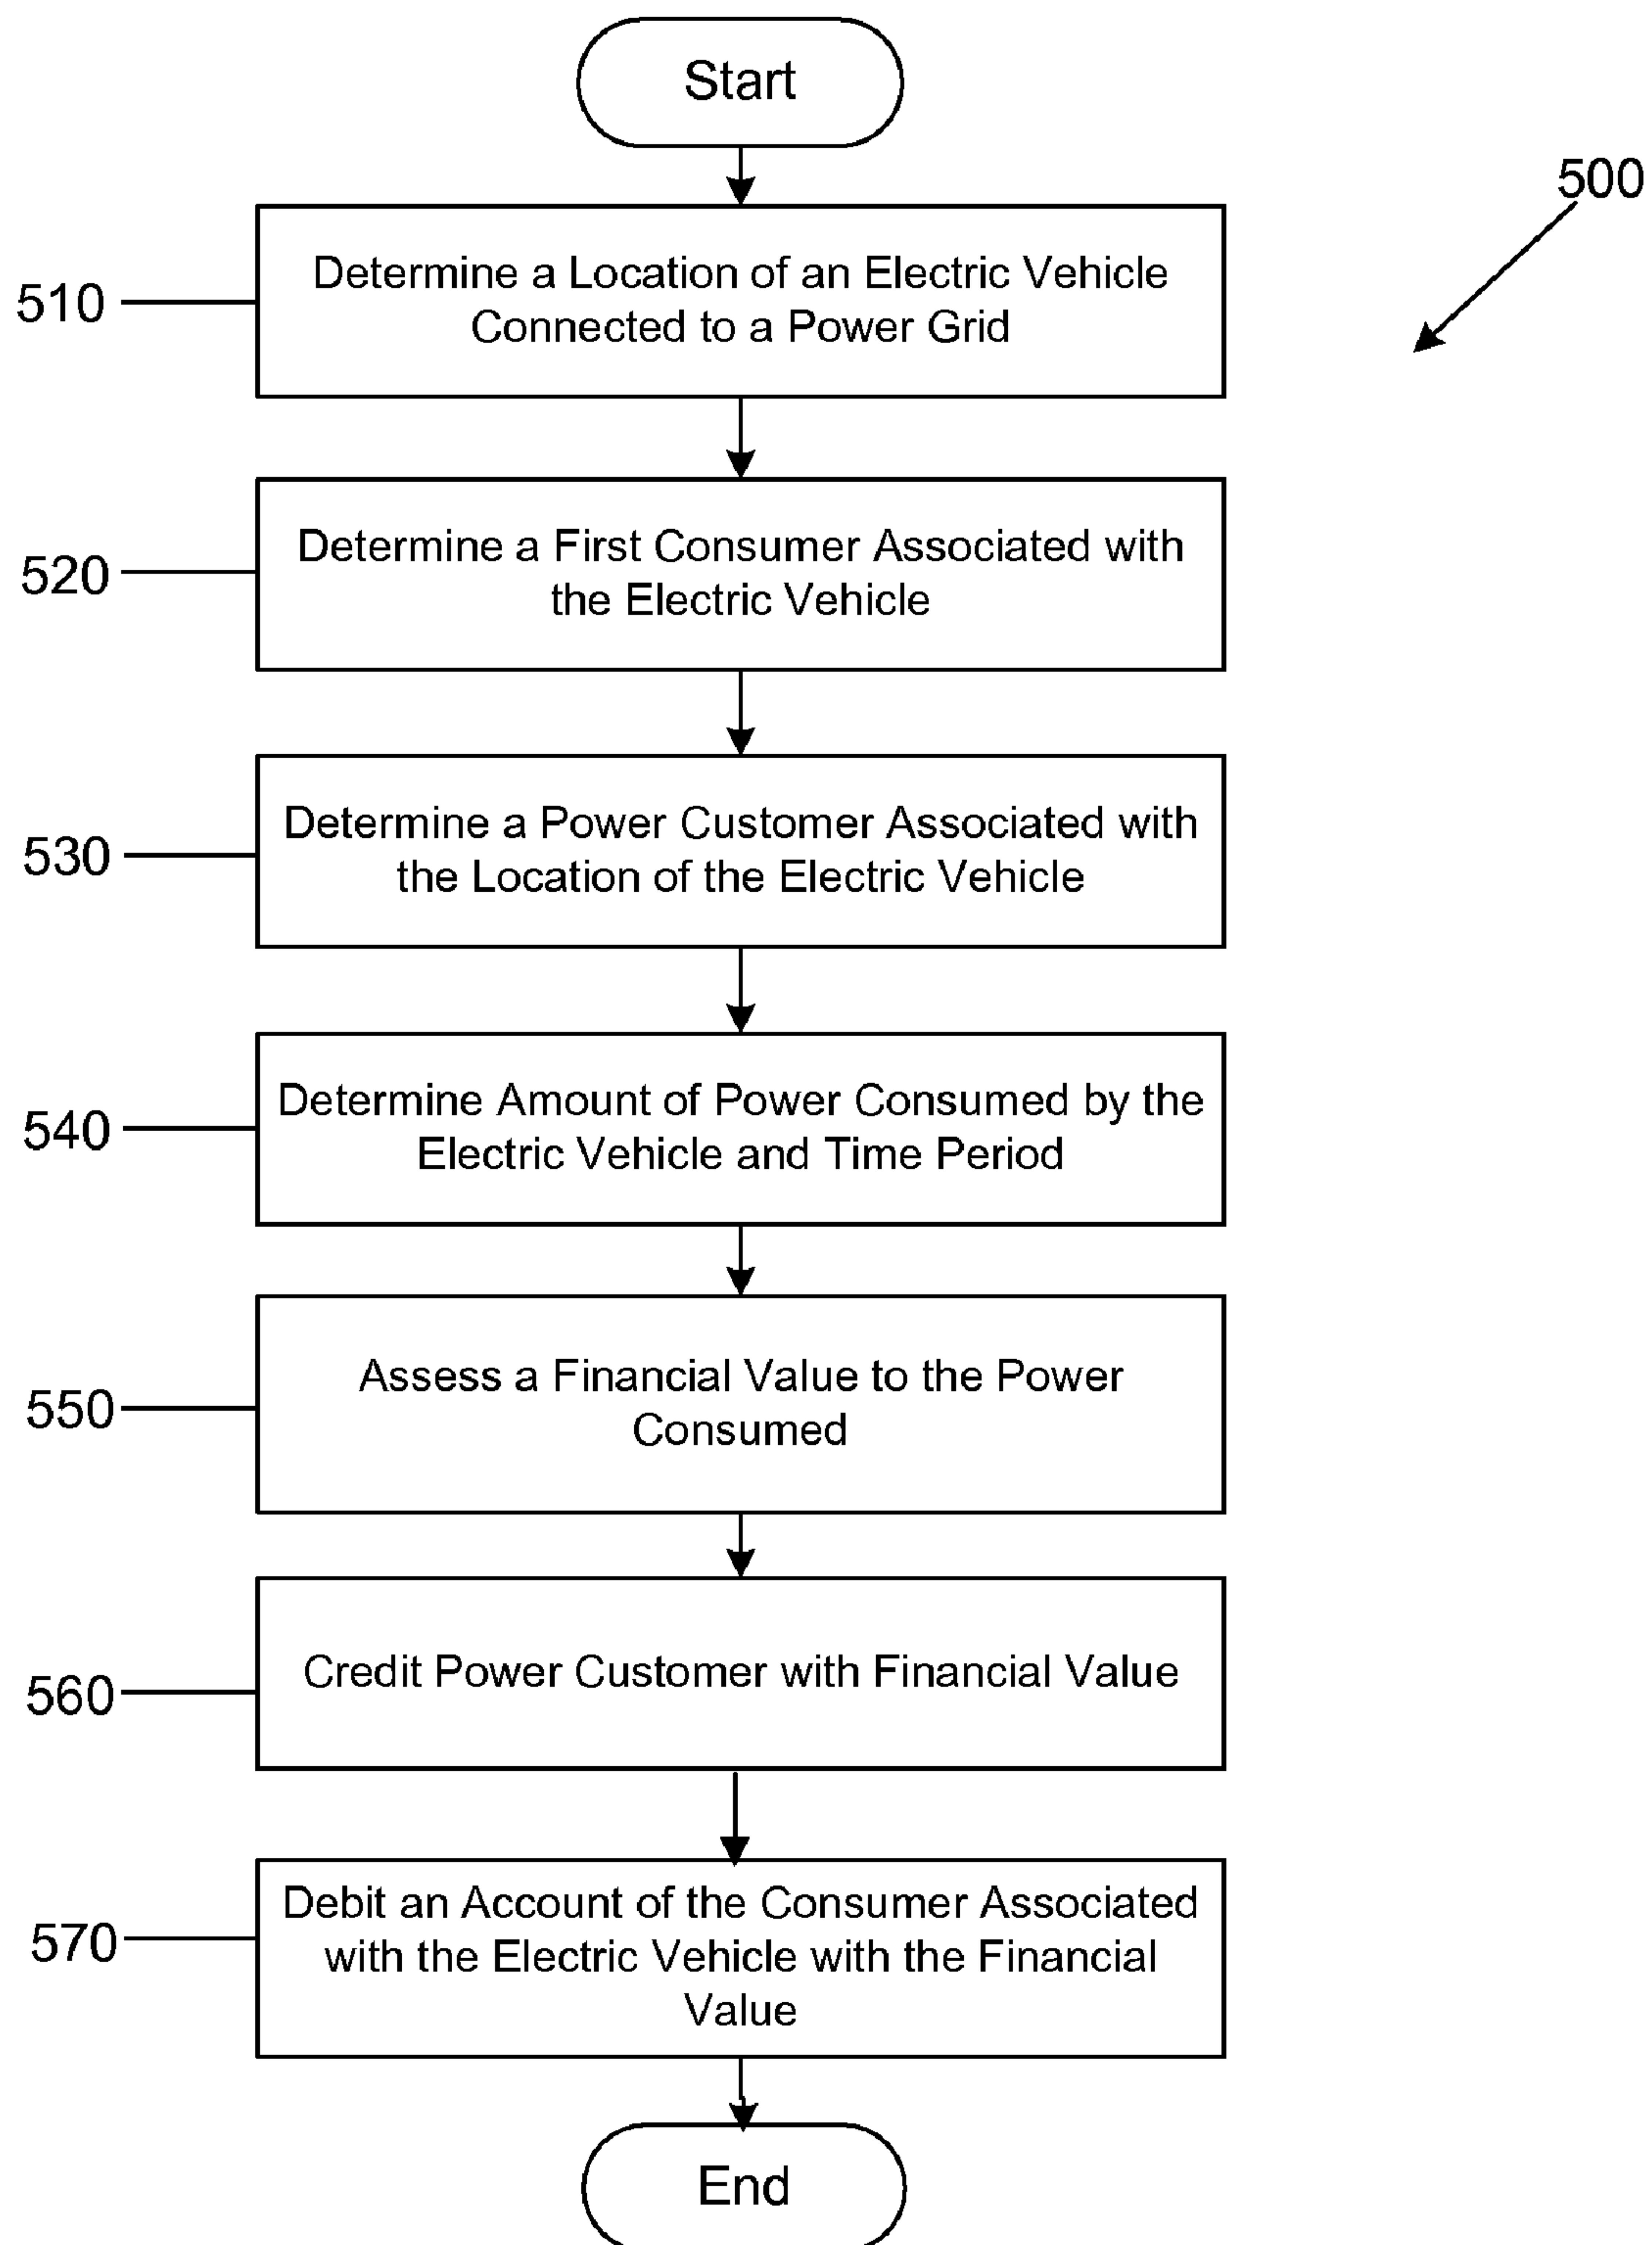 Start
500
510
Determine a Location of an Electric Vehicle
Connected to a Power Grid
520
Determine a First Consumer Associated with
the Electric Vehicle
530
Determine a Power Customer Associated with
the Location of the Electric Vehicle
540
Determine Amount of Power Consumed by the
Electric Vehicle and Time Period
550
Assess a Financial Value to the Power
Consumed
560
Credit Power Customer with Financial Value
570
Debit an Account of the Consumer Associated
with the Electric Vehicle with the Financial
Value
End